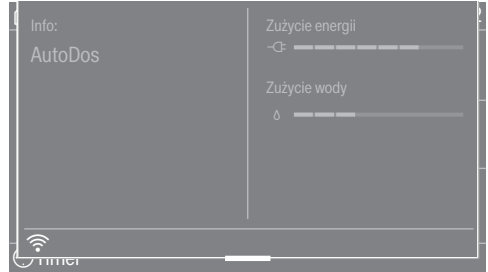 Info:
AutoDos
Zużycie energii
Zużycie wody
Timer